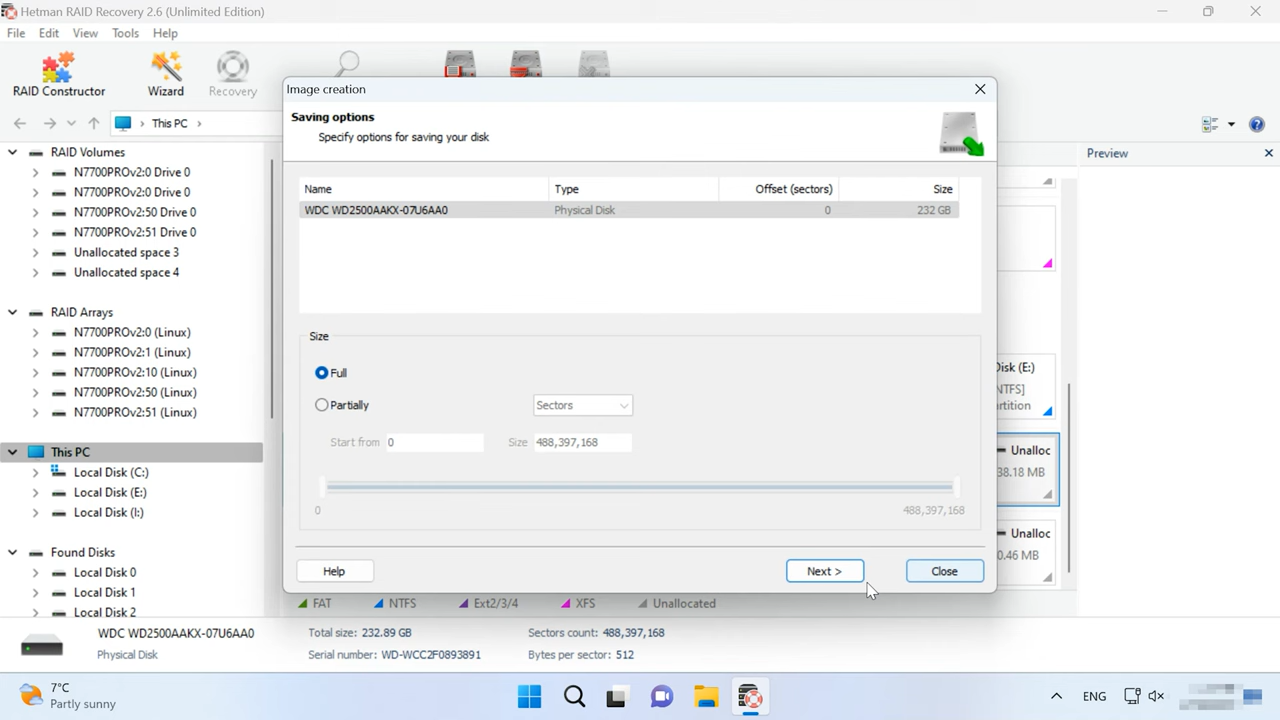 Hetman RAID Recovery 2.6 (Unlimited Edition)
File Edit View Tools Help
RAID Constructor Wizard Recovery
This PC
RAID Volumes
N7700PROv2:0 Drive 0
N7700PROv2:0 Drive 0
N7700PROv2:50 Drive 0
N7700PROv2:51 Drive 0
Unallocated space 3
Unallocated space 4
RAID Arrays
N7700PROv2:0 (Linux)
N7700PROv2:1 (Linux)
N7700PROv2:10 (Linux)
N7700PROv2:50 (Linux)
N7700PROv2:51 (Linux)
This PC
Local Disk (C:)
Local Disk (E:)
Local Disk (I:)
Found Disks
Local Disk 0
Local Disk 1
Local Disk 2
Image creation
Saving options
Specify options for saving your disk
Name Type Offset (sectors) Size
WDC WD2500AAKX-07U6AA0 Physical Disk 0 232 GB
Size
Full
Partially Sectors
Start from 0 Size 488,397,168
0 488,397,168
Help Next > Close
Preview
Disk (E:)
NTFS]
rtition
Unalloc
38.18 MB
Unalloc
0.46 MB
FAT NTFS Ext2/3/4 XFS Unallocated
WDC WD2500AAKX-07U6AA0
Physical Disk
Total size: 232.89 GB
Serial number: WD-WCC2F0893891
Sectors count: 488,397,168
Bytes per sector: 512
7°C
Partly sunny
ENG